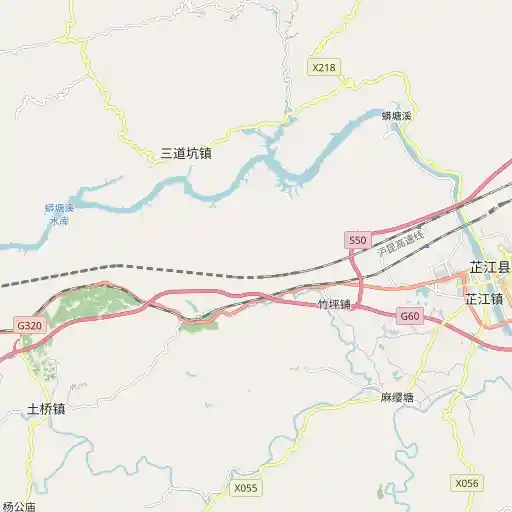 X218
蟒塘溪
三道坑镇
蟒塘溪
水库
S50
沪昆高速线
芷江县
芷江镇
竹坪铺
G60
G320
麻缨塘
土桥镇
X055
X056
杨公庙